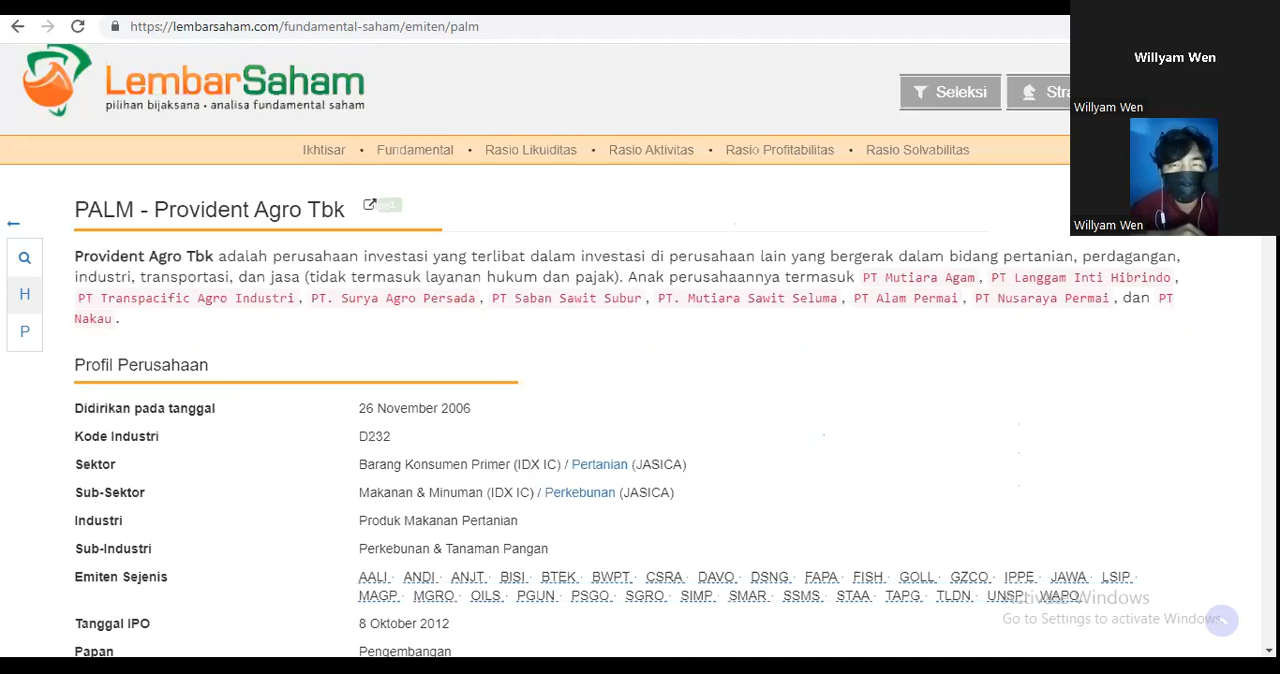 https://lembarsaham.com/fundamental-saham/emiten/palm
Willyam Wen
LembarSaham
pilihan bijaksana • analisa fundamental saham
Seleksi
Stra
Willyam Wen
Ikhtisar • Fundamental • Rasio Likuiditas • Rasio Aktivitas • Rasio Profitabilitas • Rasio Solvabilitas
Willyam Wen
PALM - Provident Agro Tbk
Provident Agro Tbk adalah perusahaan investasi yang terlibat dalam investasi di perusahaan lain yang bergerak dalam bidang pertanian, perdagangan,
industri, transportasi, dan jasa (tidak termasuk layanan hukum dan pajak). Anak perusahaannya termasuk PT Mutiara Agam, PT Langgam Inti Hibrindo,
PT Transpacific Agro Industri, PT. Surya Agro Persada, PT Saban Sawit Subur, PT. Mutiara Sawit Seluma, PT Alam Permai, PT Nusaraya Permai, dan PT
Nakau.
H
P
Profil Perusahaan
Didirikan pada tanggal 26 November 2006
Kode Industri D232
Sektor Barang Konsumen Primer (IDX IC) / Pertanian (JASICA)
Sub-Sektor Makanan & Minuman (IDX IC) / Perkebunan (JASICA)
Industri Produk Makanan Pertanian
Sub-Industri Perkebunan & Tanaman Pangan
Emiten Sejenis AALI ANDI ANJT BISI BTEK BWPT CSRA DAVO DSNG FAPA FISH GOLL GZCO IPPE JAWA LSIP
MAGP MGRO OILS PGUN PSGO SGRO SIMP SMAR SSMS STAA TAPG TLDN UNSP WAPO
Activate Windows
Go to Settings to activate Windows.
Tanggal IPO 8 Oktober 2012
Papan Pengembangan